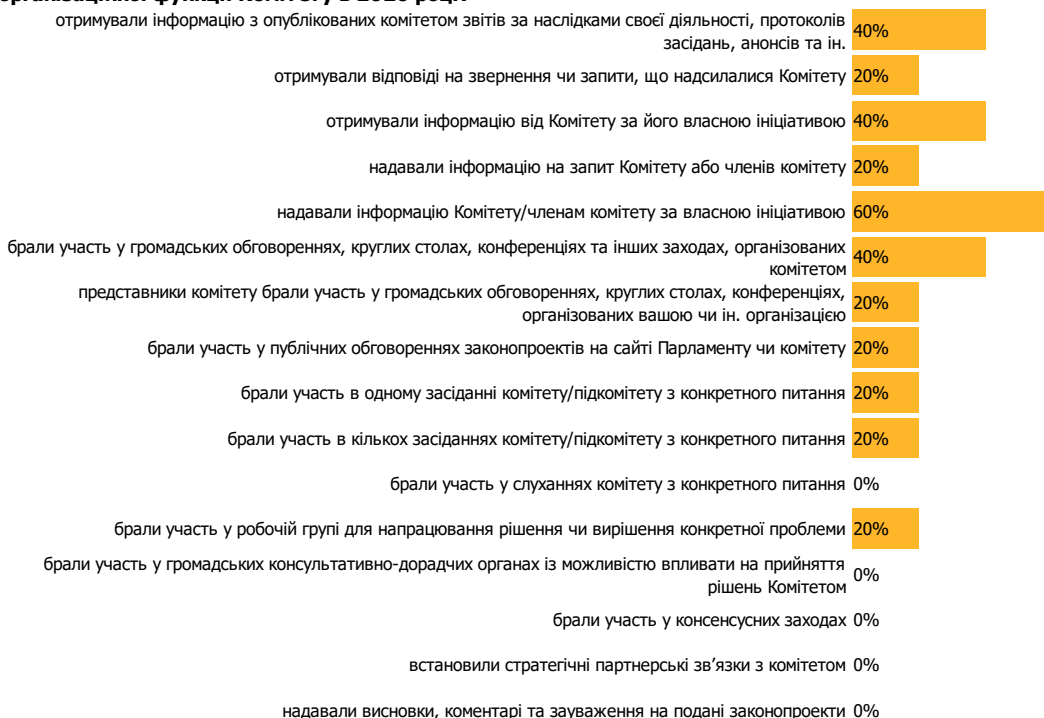 отримували інформацію з опублікованих комітетом звітів за наслідками своєї діяльності, протоколів
засідань, анонсів та ін.
40%
отримували відповіді на звернення чи запити, що надсилалися Комітету 20%
отримували інформацію від Комітету за його власною ініціативою 40%
надавали інформацію на запит Комітету або членів комітету 20%
надавали інформацію Комітету/членам комітету за власною ініціативою 60%
брали участь у громадських обговореннях, круглих столах, конференціях та інших заходах, організованих
комітетом
40%
представники комітету брали участь у громадських обговореннях, круглих столах, конференціях,
організованих вашою чи ін. організацією
20%
брали участь у публічних обговореннях законопроектів на сайті Парламенту чи комітету 20%
брали участь в одному засіданні комітету/підкомітету з конкретного питання 20%
брали участь в кількох засіданнях комітету/підкомітету з конкретного питання 20%
брали участь у слуханнях комітету з конкретного питання 0%
брали участь у робочій групі для напрацювання рішення чи вирішення конкретної проблеми 20%
брали участь у громадських консультативно-дорадчих органах із можливістю впливати на прийняття
рішень Комітетом
0%
брали участь у консенсусних заходах 0%
встановили стратегічні партнерські зв’язки з комітетом 0%
надавали висновки, коментарі та зауваження на подані законопроекти 0%